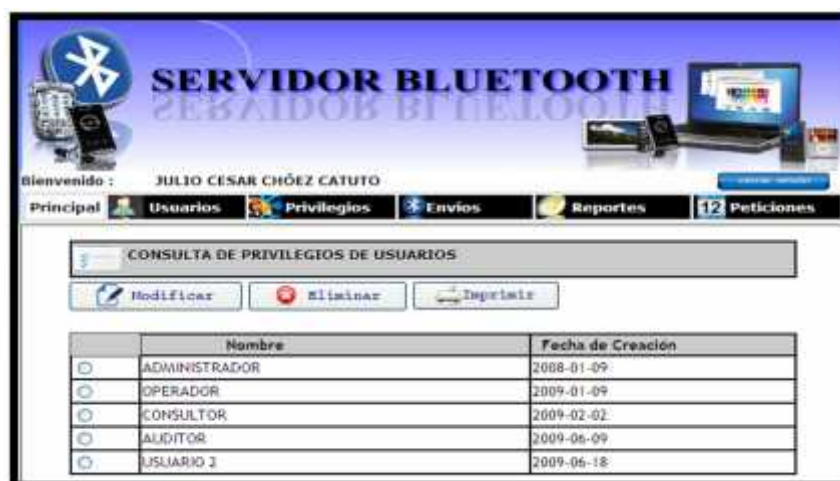 SERVIDOR BLUETOOTH
Bienvenido : JULIO CESAR CHÓEZ CATUTO
Principal Usuarios Privilegios Envios Reportes 12 Peticiones
CONSULTA DE PRIVILEGIOS DE USUARIOS
Modificar Eliminar Imprimir
Nombre Fecha de Creación
ADMINISTRADOR 2008-01-09
OPERADOR 2009-01-09
CONSULTOR 2009-02-02
AUDITOR 2009-06-09
USUARIO 2 2009-06-18